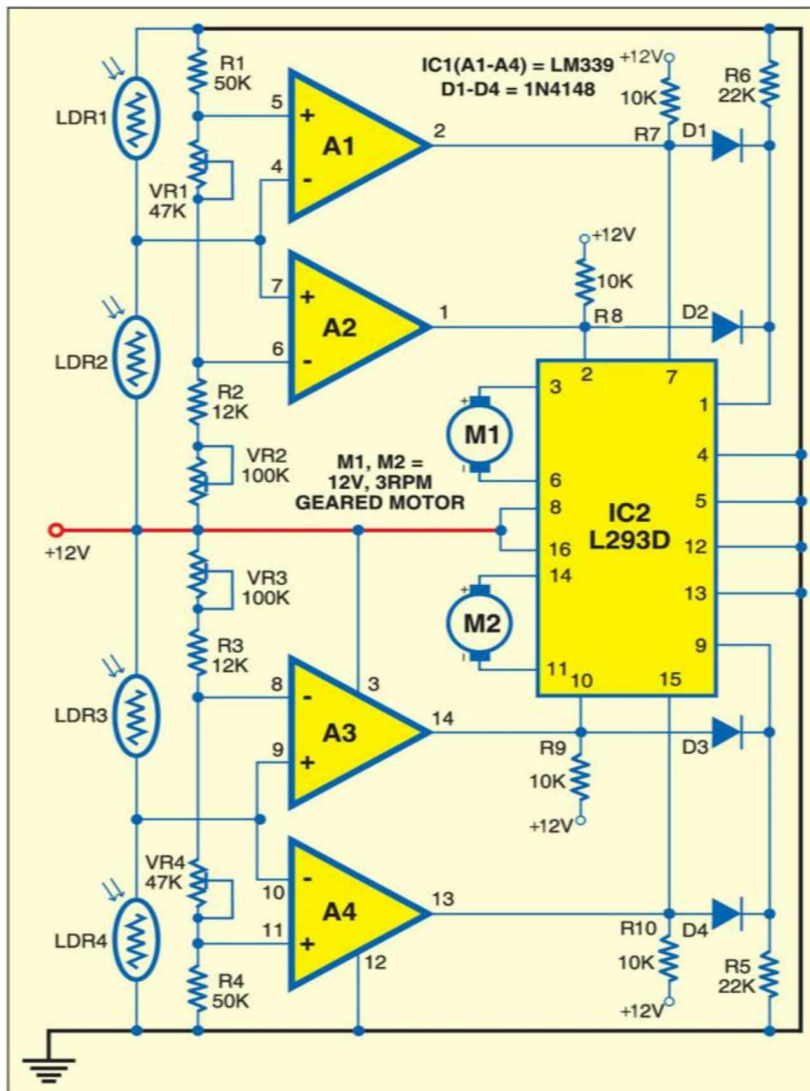 R1
50K
LDR1
VR1
47K
5
+
4
-
A1
2
IC1(A1-A4) = LM339
D1-D4 = 1N4148
+12V
10K
R7
D1
R6
22K
LDR2
7
+
6
-
A2
1
+12V
10K
R8
D2
R2
12K
VR2
100K
M1, M2 =
12V, 3RPM
GEARED MOTOR
+
M1
-
3
6
8
16
14
11
2
7
1
4
5
12
13
9
10
15
IC2
L293D
+
M2
-
+12V
VR3
100K
R3
12K
LDR3
8
-
9
+
A3
3
14
R9
10K
+12V
D3
VR4
47K
LDR4
10
-
11
+
A4
12
13
R10
10K
+12V
D4
R5
22K
R4
50K